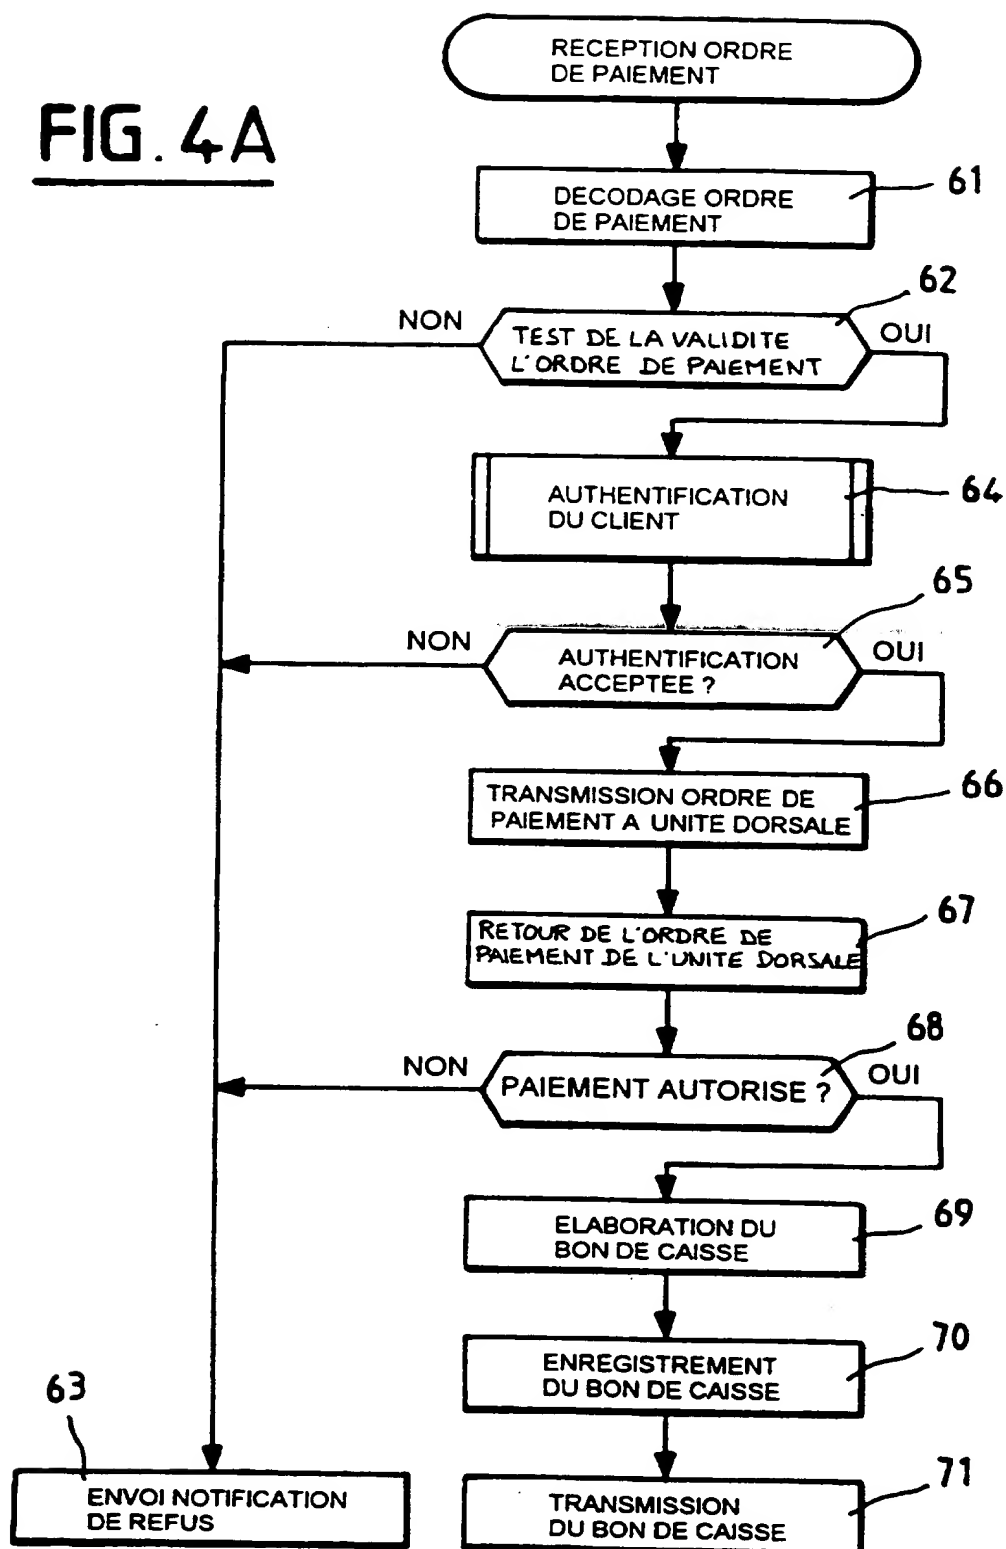 FIG. 4A
RECEPTION ORDRE
DE PAIEMENT
61
DECODAGE ORDRE
DE PAIEMENT
62
NON
TEST DE LA VALIDITE
L'ORDRE DE PAIEMENT
OUI
AUTHENTIFICATION
DU CLIENT
64
65
NON
AUTHENTIFICATION
ACCEPTEE ?
OUI
TRANSMISSION ORDRE DE
PAIEMENT A UNITE DORSALE
66
67
RETOUR DE L'ORDRE DE
PAIEMENT DE L'UNITE DORSALE
68
NON
PAIEMENT AUTORISE ?
OUI
ELABORATION DU
BON DE CAISSE
69
70
ENREGISTREMENT
DU BON DE CAISSE
63
ENVOI NOTIFICATION
DE REFUS
71
TRANSMISSION
DU BON DE CAISSE